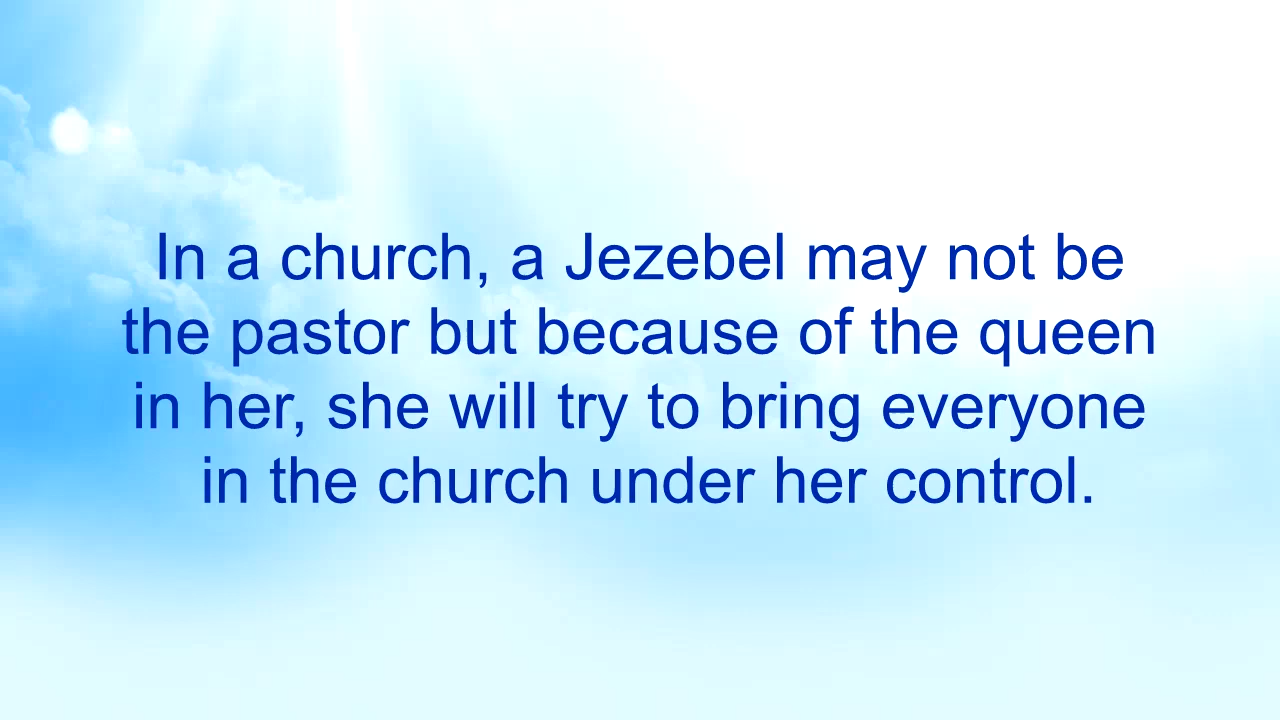 In a church, a Jezebel may not be
the pastor but because of the queen
in her, she will try to bring everyone
in the church under her control.